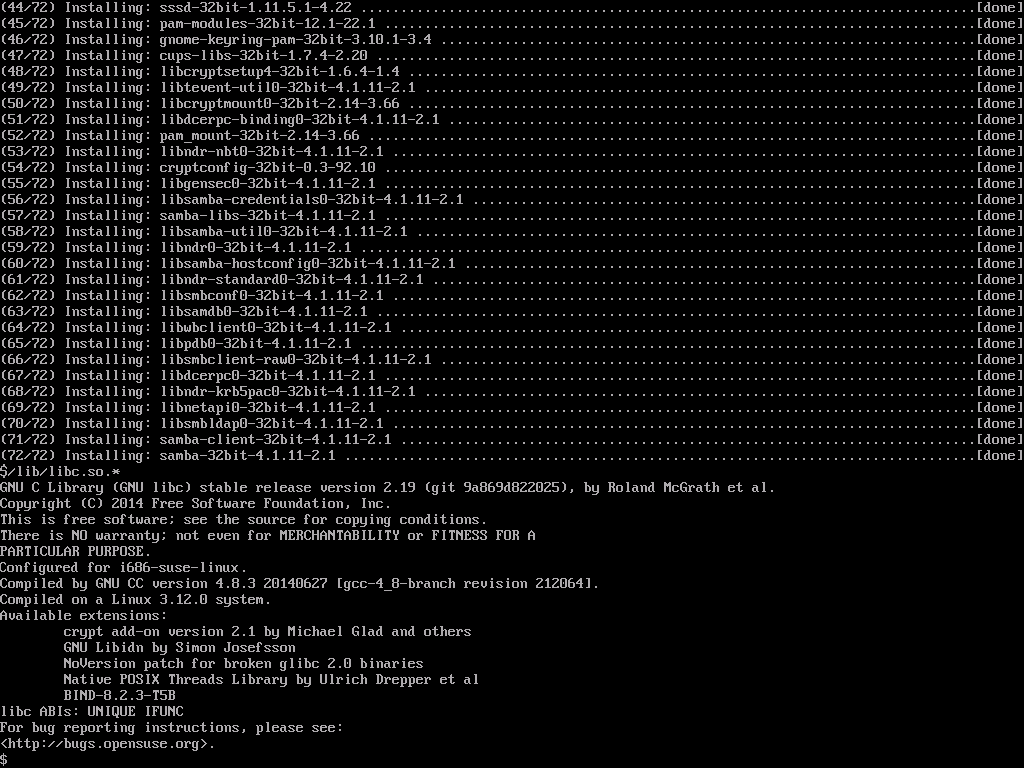 (44/72) Installing: sssd-32bit-1.11.5.1-4.22 ..............................................................................[done]
(45/72) Installing: pam-modules-32bit-12.1-22.1 ...........................................................................[done]
(46/72) Installing: gnome-keyring-pam-32bit-3.10.1-3.4 ...................................................................[done]
(47/72) Installing: cups-libs-32bit-1.7.4-2.20 ............................................................................[done]
(48/72) Installing: libcryptsetup4-32bit-1.6.4-1.4 ........................................................................[done]
(49/72) Installing: libtevent-util0-32bit-4.1.11-2.1 ......................................................................[done]
(50/72) Installing: libcryptmount0-32bit-2.14-3.66 ........................................................................[done]
(51/72) Installing: libdcerpc-binding0-32bit-4.1.11-2.1 ...................................................................[done]
(52/72) Installing: pam_mount-32bit-2.14-3.66 .............................................................................[done]
(53/72) Installing: libndr-nbt0-32bit-4.1.11-2.1 ..........................................................................[done]
(54/72) Installing: cryptconfig-32bit-0.3-92.10 ...........................................................................[done]
(55/72) Installing: libgensec0-32bit-4.1.11-2.1 ...........................................................................[done]
(56/72) Installing: libsamba-credentials0-32bit-4.1.11-2.1 ................................................................[done]
(57/72) Installing: samba-libs-32bit-4.1.11-2.1 ...........................................................................[done]
(58/72) Installing: libsamba-util0-32bit-4.1.11-2.1 .......................................................................[done]
(59/72) Installing: libndr0-32bit-4.1.11-2.1 ..............................................................................[done]
(60/72) Installing: libsamba-hostconfig0-32bit-4.1.11-2.1 .................................................................[done]
(61/72) Installing: libndr-standard0-32bit-4.1.11-2.1 .....................................................................[done]
(62/72) Installing: libsmbconf0-32bit-4.1.11-2.1 ..........................................................................[done]
(63/72) Installing: libsamdb0-32bit-4.1.11-2.1 ............................................................................[done]
(64/72) Installing: libwbclient0-32bit-4.1.11-2.1 .........................................................................[done]
(65/72) Installing: libpdb0-32bit-4.1.11-2.1 ..............................................................................[done]
(66/72) Installing: libsmbclient-raw0-32bit-4.1.11-2.1 ....................................................................[done]
(67/72) Installing: libdcerpc0-32bit-4.1.11-2.1 ...........................................................................[done]
(68/72) Installing: libndr-krb5pac0-32bit-4.1.11-2.1 ......................................................................[done]
(69/72) Installing: libnetapi0-32bit-4.1.11-2.1 ...........................................................................[done]
(70/72) Installing: libsmbldap0-32bit-4.1.11-2.1 ..........................................................................[done]
(71/72) Installing: samba-client-32bit-4.1.11-2.1 .........................................................................[done]
(72/72) Installing: samba-32bit-4.1.11-2.1 ................................................................................[done]
$/lib/libc.so.*
GNU C Library (GNU libc) stable release version 2.19 (git 9a869d822025), by Roland McGrath et al.
Copyright (C) 2014 Free Software Foundation, Inc.
This is free software; see the source for copying conditions.
There is NO warranty; not even for MERCHANTABILITY or FITNESS FOR A
PARTICULAR PURPOSE.
Configured for i686-suse-linux.
Compiled by GNU CC version 4.8.3 20140627 [gcc-4_8-branch revision 212064].
Compiled on a Linux 3.12.0 system.
Available extensions:
crypt add-on version 2.1 by Michael Glad and others
GNU Libidn by Simon Josefsson
NoVersion patch for broken glibc 2.0 binaries
Native POSIX Threads Library by Ulrich Drepper et al
BIND-8.2.3-T5B
libc ABIs: UNIQUE IFUNC
For bug reporting instructions, please see:
<http://bugs.opensuse.org>.
$